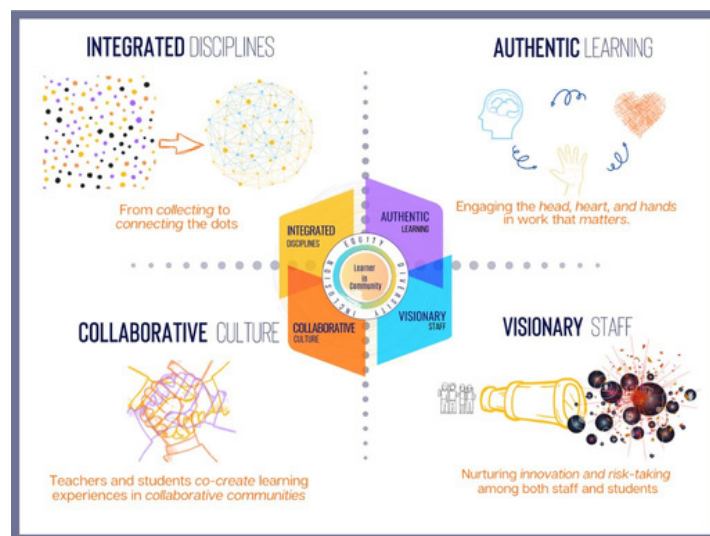 INTEGRATED DISCIPLINES
From collecting to
connecting the dots
AUTHENTIC LEARNING
Engaging the head, heart, and hands
in work that matters.
INTEGRATED
DISCIPLINES
AUTHENTIC
LEARNING
EQUITY
DIVERSITY
INCLUSION
Learner
in
Community
COLLABORATIVE
CULTURE
VISIONARY
STAFF
COLLABORATIVE CULTURE
Teachers and students co-create learning
experiences in collaborative communities
VISIONARY STAFF
Nurturing innovation and risk-taking
among both staff and students